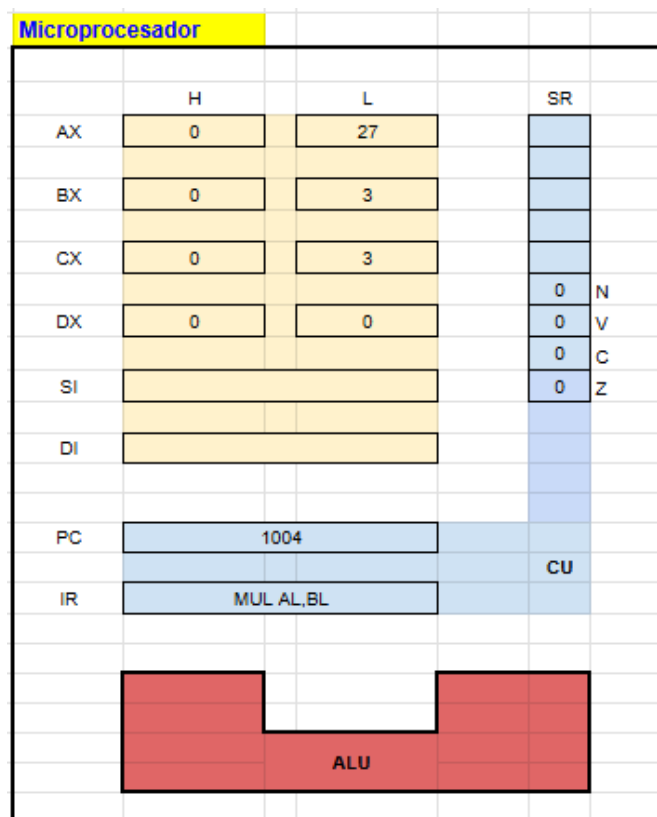 Microprocesador
H L SR
AX 0 27
BX 0 3
CX 0 3
0 N
DX 0 0 0 V
0 C
SI 0 Z
DI
PC 1004
CU
IR MUL AL,BL
ALU